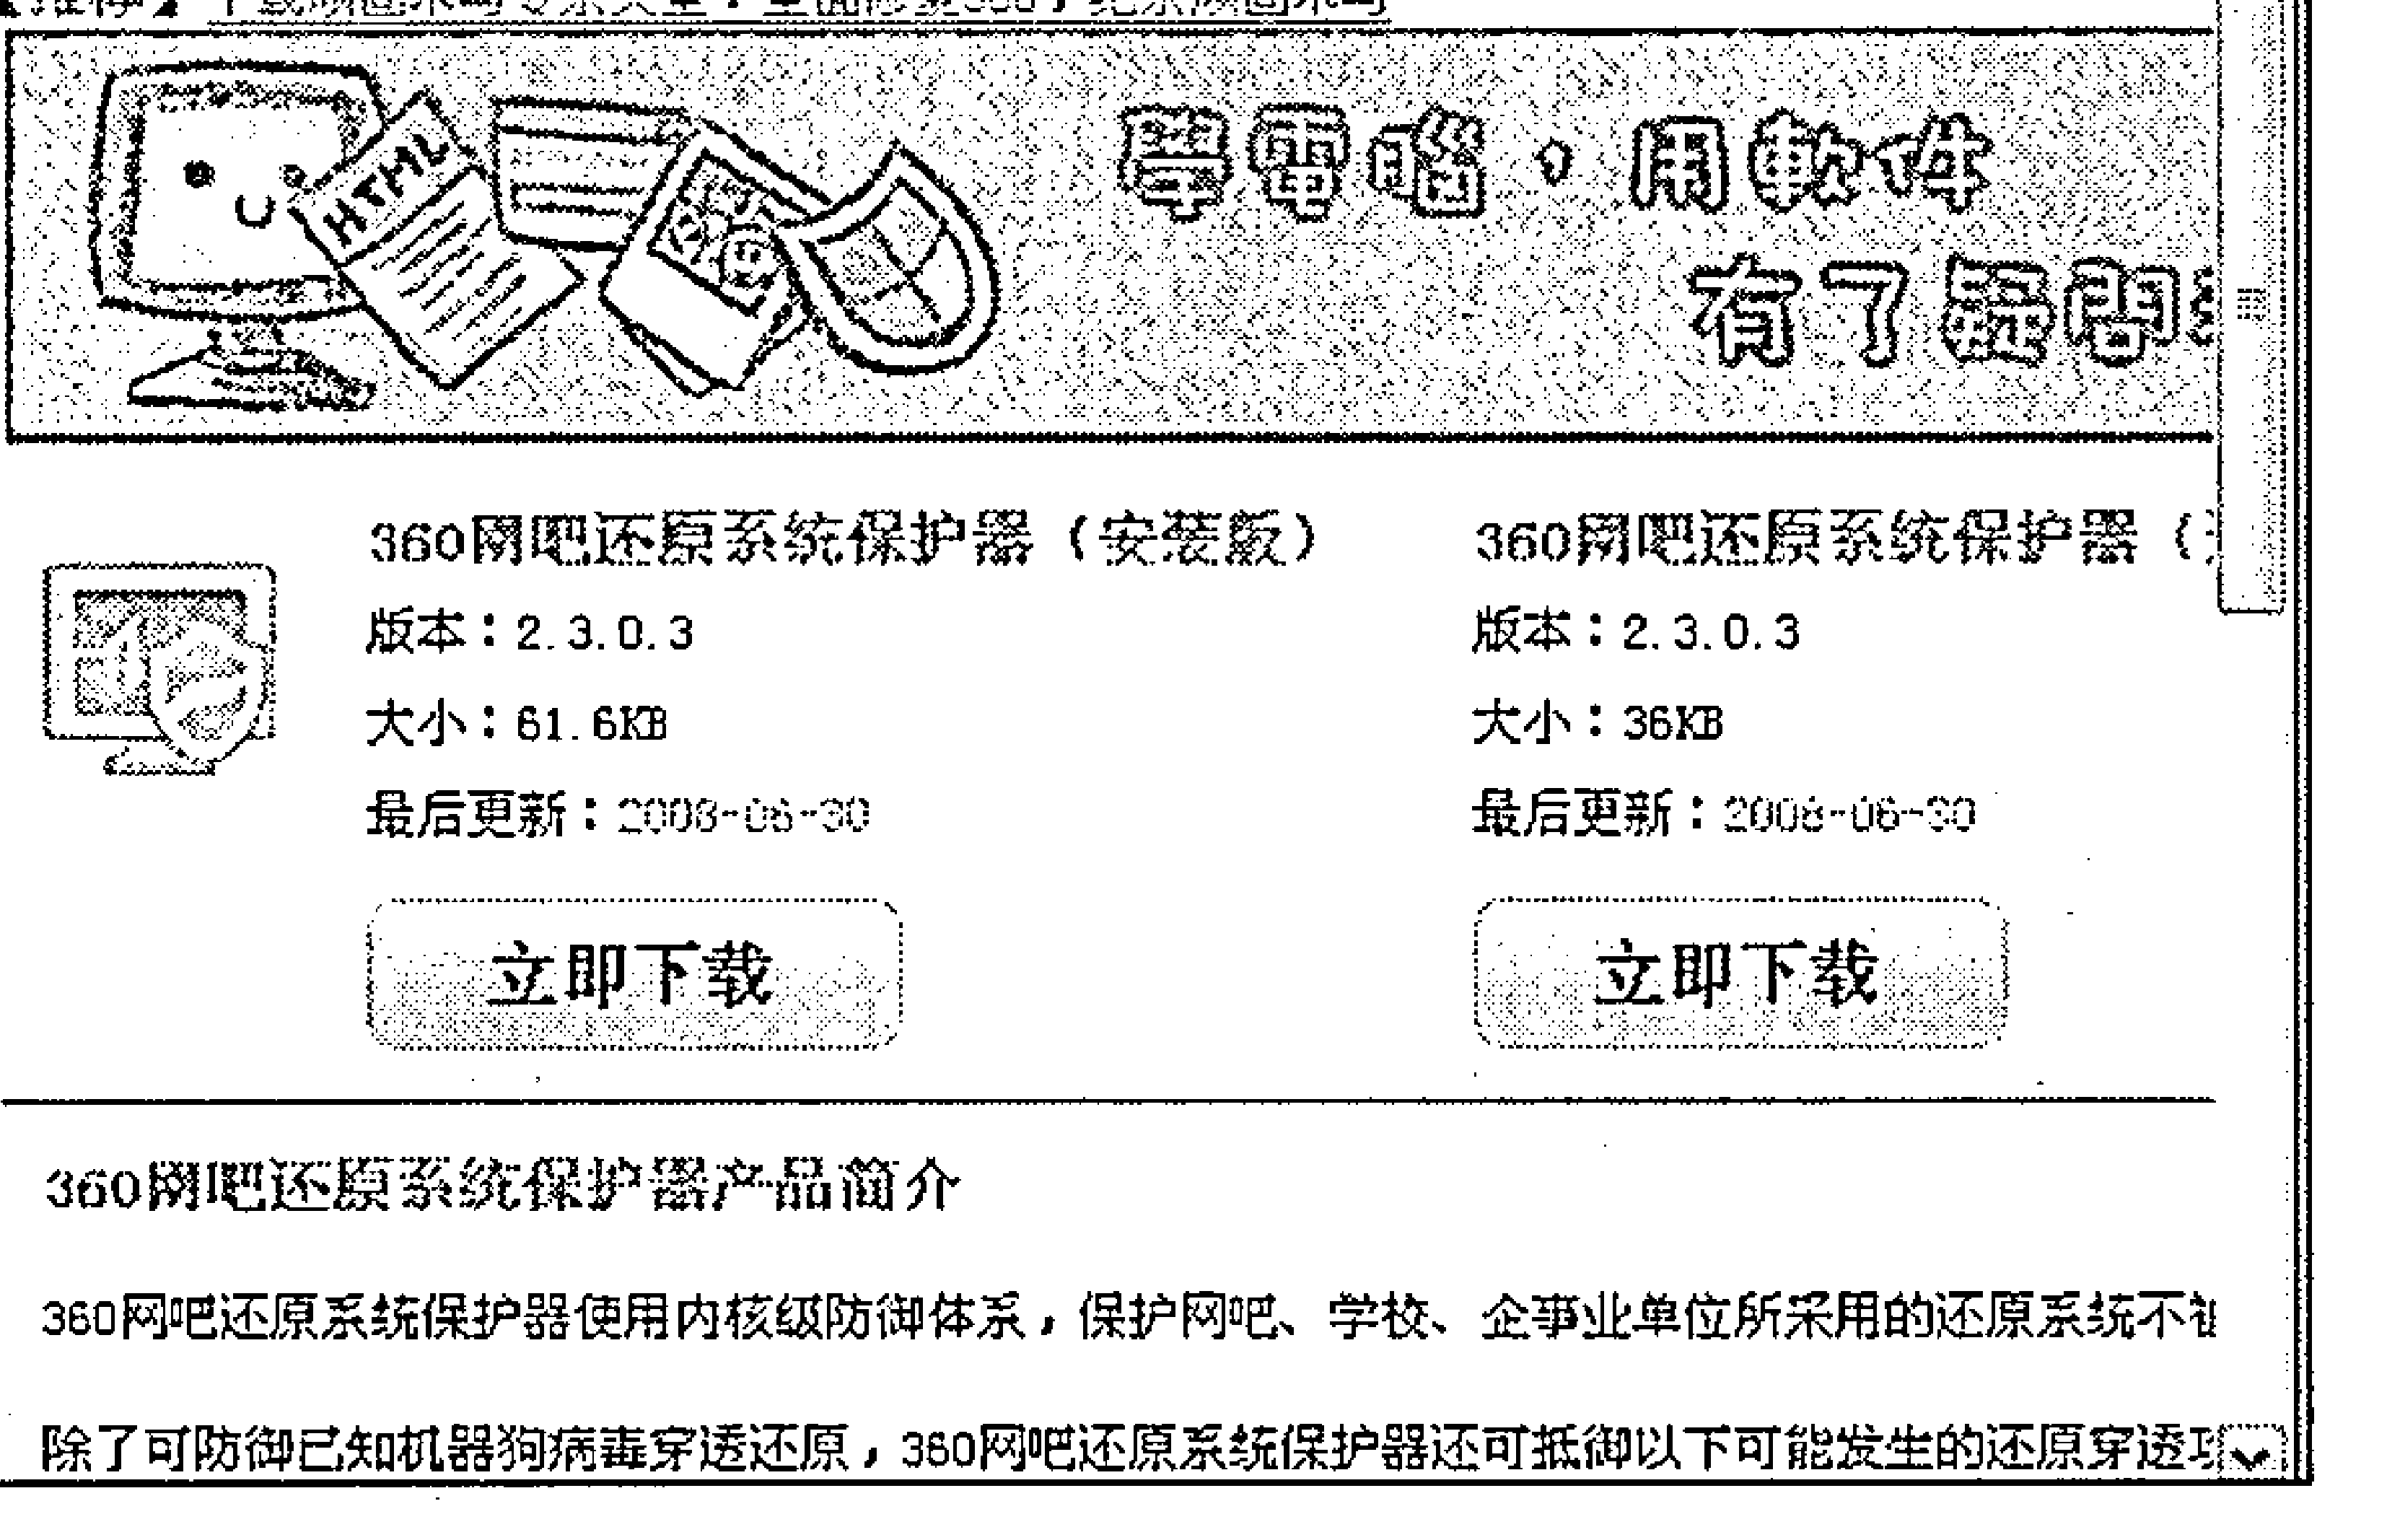 HTML
學電腦，用軟件
有了疑問
360网吧还原系统保护器（安装版）
版本：2.3.0.3
大小：61.6KB
最后更新：2008-06-30
立即下载
360网吧还原系统保护器（
版本：2.3.0.3
大小：36KB
最后更新：2008-06-30
立即下载
360网吧还原系统保护器产品简介
360网吧还原系统保护器使用内核级防御体系，保护网吧、学校、企事业单位所采用的还原系统不
除了可防御已知机器狗病毒穿透还原，360网吧还原系统保护器还可抵御以下可能发生的还原穿透